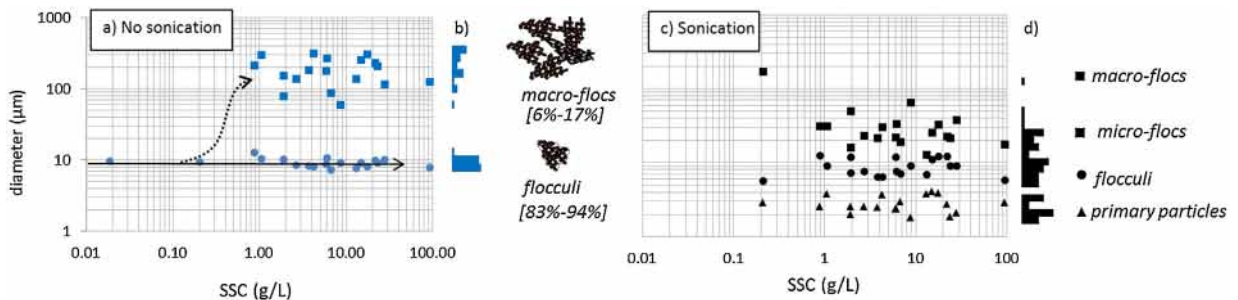 a) No sonication
b)
c) Sonication
d)
1000
100
10
1
diameter (µm)
0.01
0.10
1.00
10.00
100.00
SSC (g/L)
macro-flocs
[6%-17%]
flocculi
[83%-94%]
0.01
0.1
1
10
100
SSC (g/L)
macro-flocs
micro-flocs
flocculi
primary particles